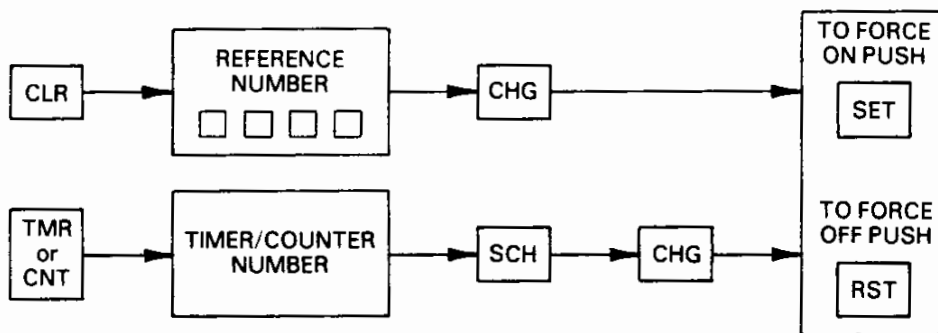 CLR
REFERENCE
NUMBER
CHG
TO FORCE
ON PUSH
SET
TMR
or
CNT
TIMER/COUNTER
NUMBER
SCH
CHG
TO FORCE
OFF PUSH
RST